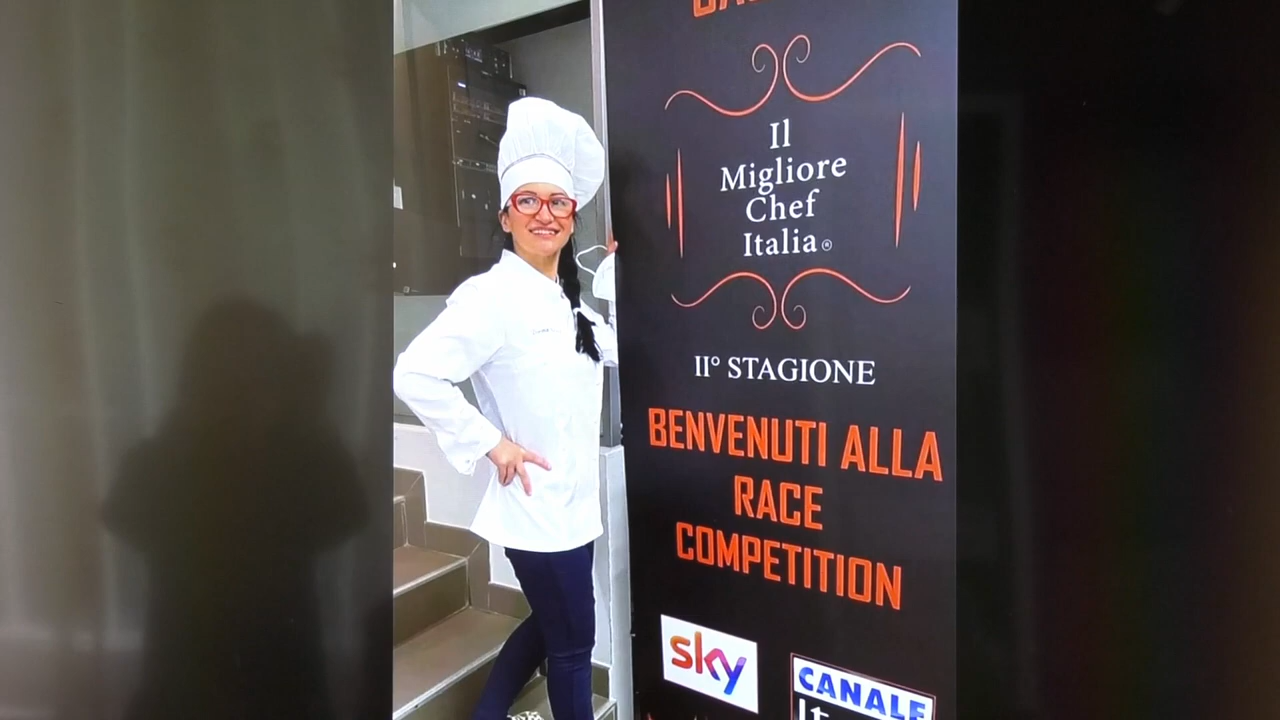 Il
Migliore
Chef
Italia®
II° STAGIONE
BENVENUTI ALLA
RACE
COMPETITION
sky
CANALE